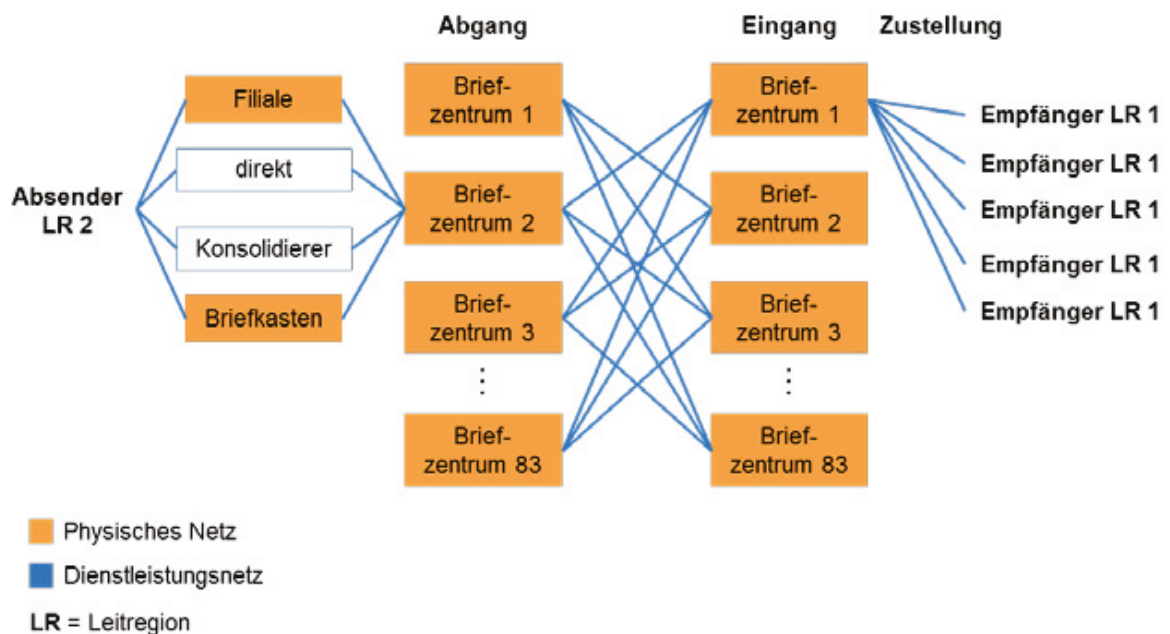 Abgang
Eingang
Zustellung
Absender
LR 2
Filiale
direkt
Konsolidierer
Briefkasten
Brief-
zentrum 1
Brief-
zentrum 2
Brief-
zentrum 3
⋮
Brief-
zentrum 83
Brief-
zentrum 1
Brief-
zentrum 2
Brief-
zentrum 3
⋮
Brief-
zentrum 83
Empfänger LR 1
Empfänger LR 1
Empfänger LR 1
Empfänger LR 1
Empfänger LR 1
Physisches Netz
Dienstleistungsnetz
LR = Leitregion